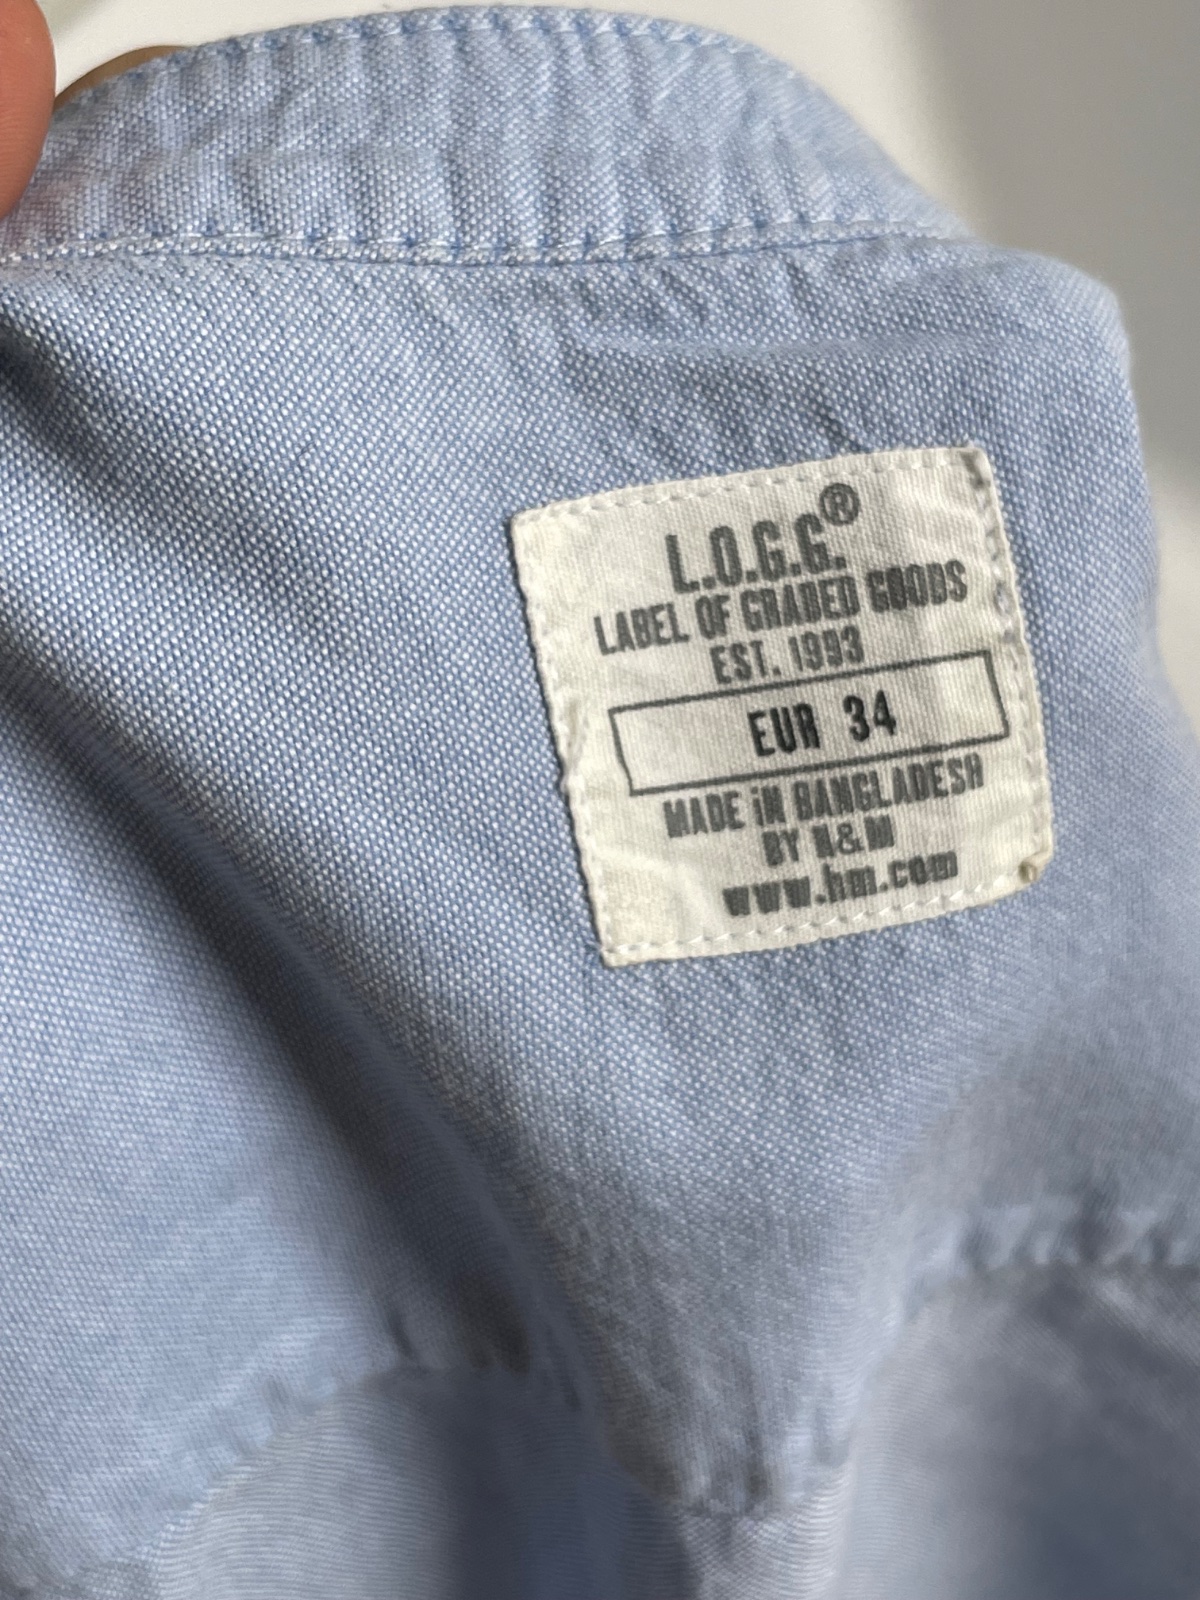 L.O.G.G.®
LABEL OF GRADED GOODS
EST. 1993
EUR 34
MADE iN BANGLADESH
BY H&M
www.hm.com